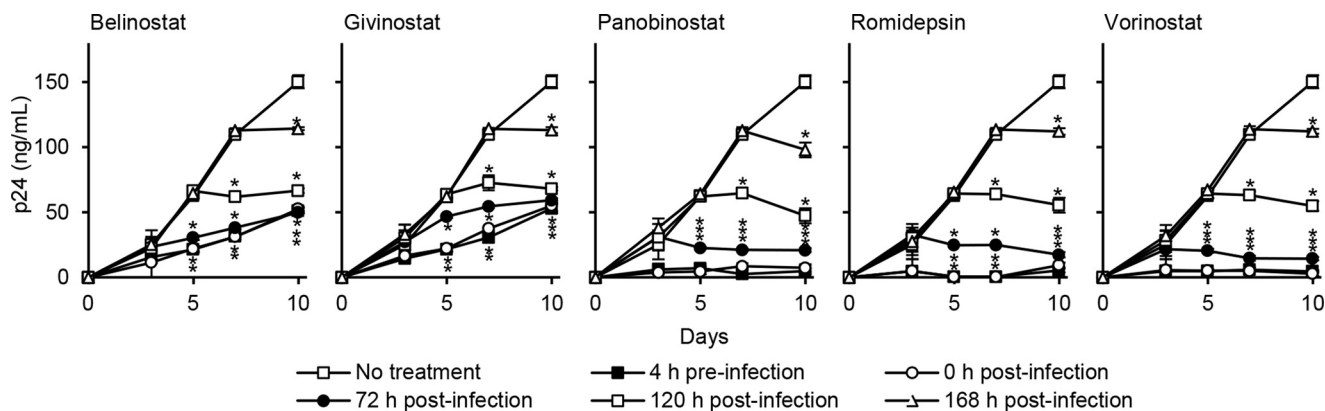 Belinostat Givinostat Panobinostat Romidepsin Vorinostat
150
100
50
0
p24 (ng/mL)
* * * * * * * * * *
0 5 10 0 5 10 0 5 10 0 5 10 0 5 10
Days
No treatment 4 h pre-infection 0 h post-infection
72 h post-infection 120 h post-infection 168 h post-infection